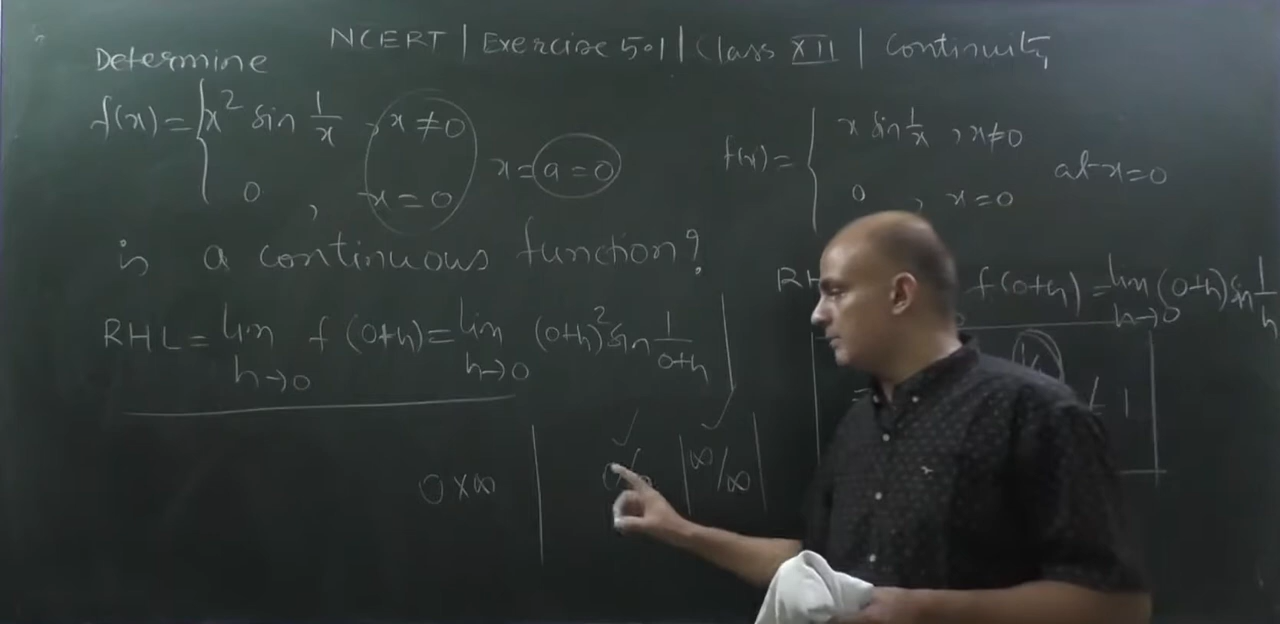 NCERT | Exercise 5.1 | Class XII | Continuity
Determine
f(x) = { x² sin 1/x , x ≠ 0
0 , x = 0
x = a = 0
is a continuous function?
RHL = lim h→0 f(0+h) = lim h→0 (0+h)² sin 1/(0+h)
0 × ∞
∞/∞
f(x) = { x sin 1/x , x ≠ 0
0 , x = 0
at x = 0
f(0+h) = lim h→0 (0+h) sin 1/h